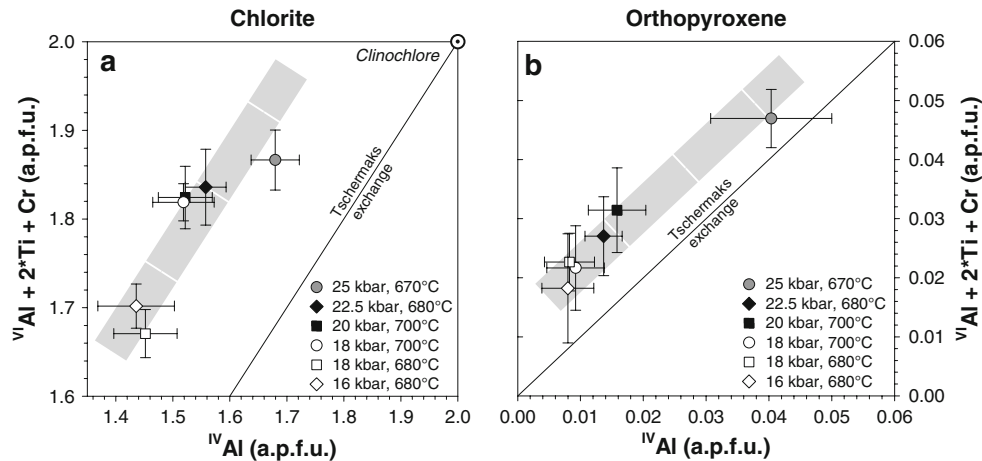 Chlorite
2.0
1.9
1.8
1.7
1.6
a
Clinochlore
Tschermaks
exchange
25 kbar, 670°C
22.5 kbar, 680°C
20 kbar, 700°C
18 kbar, 700°C
18 kbar, 680°C
16 kbar, 680°C
1.4 1.5 1.6 1.7 1.8 2.0
ᴵⱽAl (a.p.f.u.)
ⱽᴵAl + 2*Ti + Cr (a.p.f.u.)
Orthopyroxene
b
Tschermaks
exchange
25 kbar, 670°C
22.5 kbar, 680°C
20 kbar, 700°C
18 kbar, 700°C
18 kbar, 680°C
16 kbar, 680°C
0.06
0.05
0.04
0.03
0.02
0.01
0.00
0.00 0.01 0.02 0.04 0.05 0.06
ᴵⱽAl (a.p.f.u.)
ⱽᴵAl + 2*Ti + Cr (a.p.f.u.)